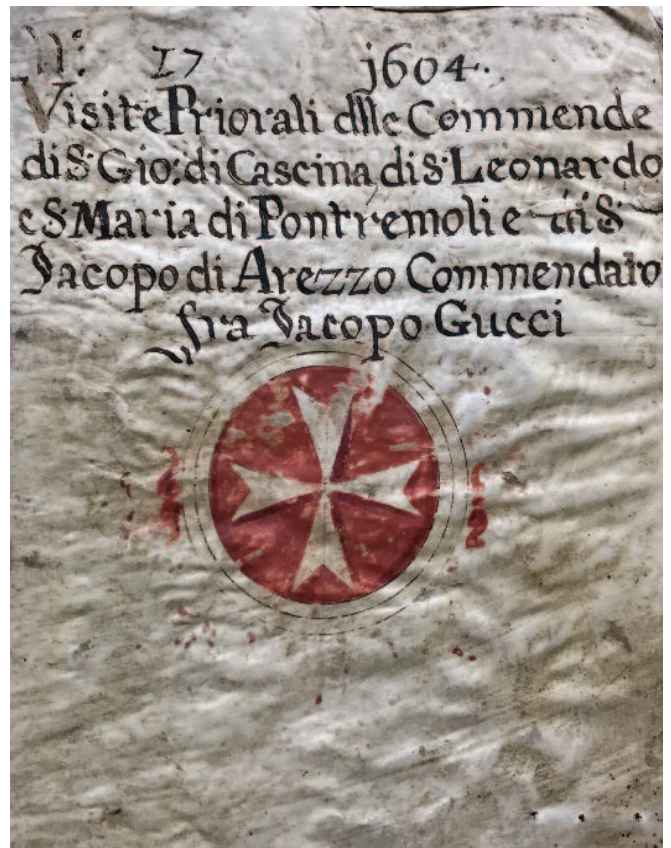 N: 17 1604.
Visite Priorali dlle Commende
di S. Gio: di Cascina di S. Leonardo
e S. Maria di Pontremoli e di S.
Jacopo di Arezzo Commendato
fra Jacopo Gucci